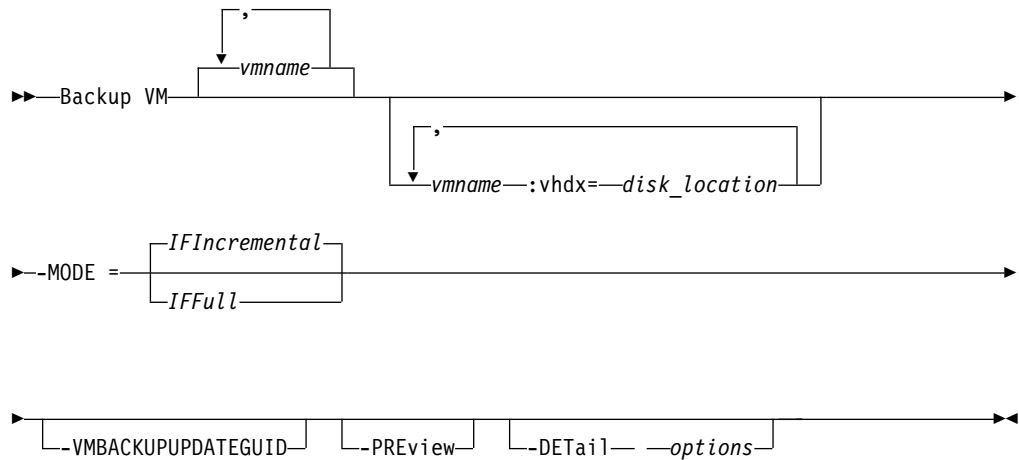 ,
vmname
Backup VM
,
vmname :vhdx= disk_location
-MODE =
IFIncremental
IFFull
-VMBACKUPUPDATEGUID -PREview -DETail options